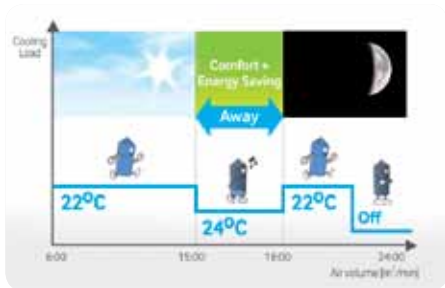 Cooling
Load
Comfort +
Energy Saving
Away
22°C
24°C
22°C
Off
6:00
15:00
18:00
24:00
Air volume[m³/min]